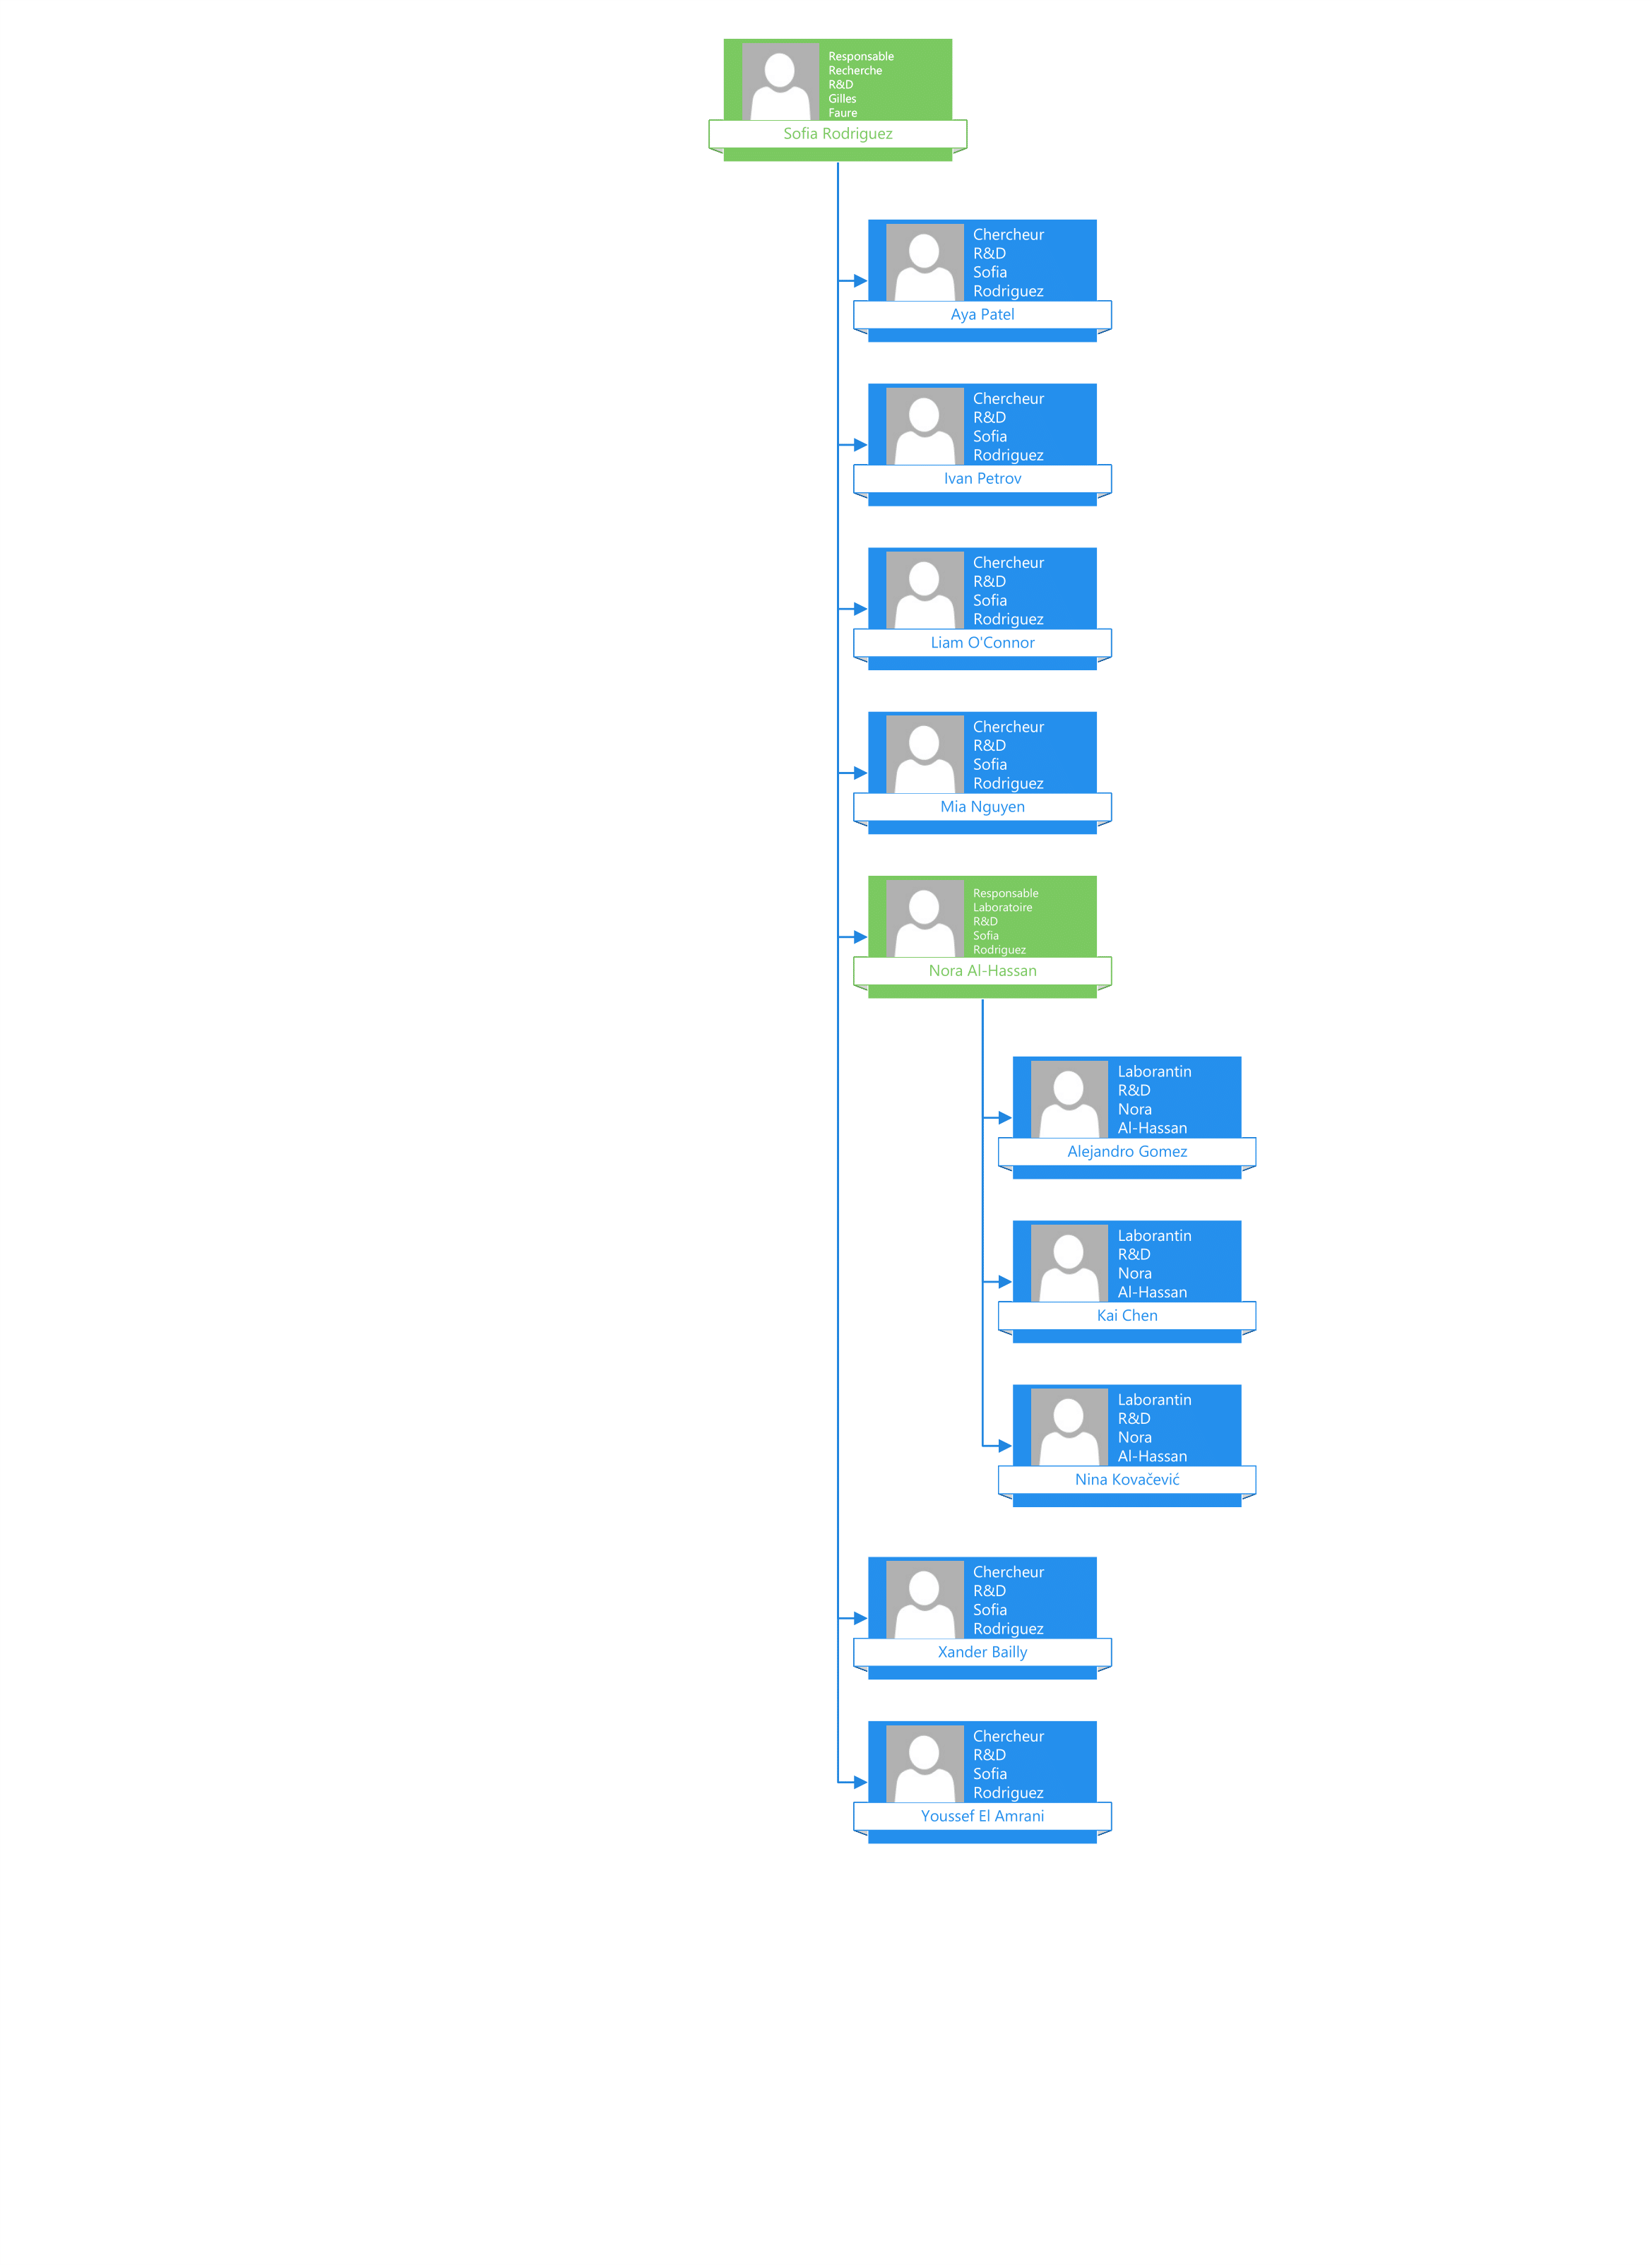 Responsable
Recherche
R&D
Gilles
Faure
Sofia Rodriguez
Chercheur
R&D
Sofia
Rodriguez
Aya Patel
Chercheur
R&D
Sofia
Rodriguez
Ivan Petrov
Chercheur
R&D
Sofia
Rodriguez
Liam O'Connor
Chercheur
R&D
Sofia
Rodriguez
Mia Nguyen
Responsable
Laboratoire
R&D
Sofia
Rodriguez
Nora Al-Hassan
Laborantin
R&D
Nora
Al-Hassan
Alejandro Gomez
Laborantin
R&D
Nora
Al-Hassan
Kai Chen
Laborantin
R&D
Nora
Al-Hassan
Nina Kovačević
Chercheur
R&D
Sofia
Rodriguez
Xander Bailly
Chercheur
R&D
Sofia
Rodriguez
Youssef El Amrani